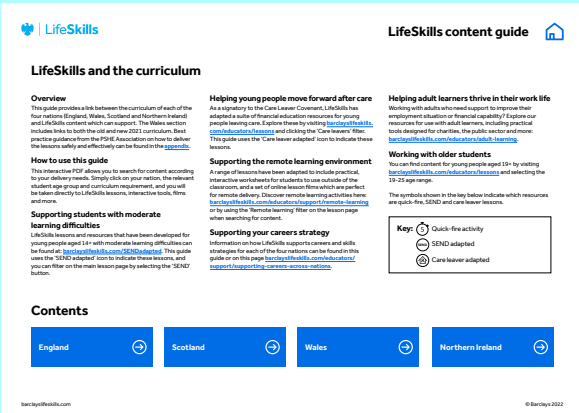 LifeSkills
LifeSkills content guide
LifeSkills and the curriculum
Overview
This guide provides a link between the curriculum of each of the
four nations (England, Wales, Scotland and Northern Ireland)
and LifeSkills content which can support. The Wales section
includes links to both the old and new 2021 curriculum. Best
practice guidance from the PSHE Association on how to deliver
the lessons safely and effectively can be found in the appendix.
How to use this guide
This interactive PDF allows you to search for content according
to your delivery needs. Simply click on your nation, the relevant
student age group and curriculum requirement, and you will
be taken directly to LifeSkills lessons, interactive tools, films
and more.
Supporting students with moderate
learning difficulties
LifeSkills lessons and resources that have been developed for
young people aged 14+ with moderate learning difficulties can
be found at: barclayslifeskills.com/SENDadapted. This guide
uses the 'SEND adapted' icon to indicate these lessons, and
you can filter on the main lesson page by selecting the 'SEND'
button.
Helping young people move forward after care
As a signatory to the Care Leaver Covenant, LifeSkills has
adapted a suite of financial education resources for young
people leaving care. Explore these by visiting barclayslifeskills.
com/educators/lessons and clicking the 'Care leavers' filter.
This guide uses the 'Care leaver adapted' icon to indicate these
lessons.
Supporting the remote learning environment
A range of lessons have been adapted to include practical,
interactive worksheets for students to use outside of the
classroom, and a set of online lesson films which are perfect
for remote delivery. Discover remote learning activities here:
barclayslifeskills.com/educators/support/remote-learning
or by using the 'Remote learning' filter on the lesson page
when searching for content.
Supporting your careers strategy
Information on how LifeSkills supports careers and skills
strategies for each of the four nations can be found in this
guide or on this page barclayslifeskills.com/educators/
support/supporting-careers-across-nations.
Helping adult learners thrive in their work life
Working with adults who need support to improve their
employment situation or financial capability? Explore our
resources for use with adult learners, including practical
tools designed for charities, the public sector and more:
barclayslifeskills.com/educators/adult-learning.
Working with older students
You can find content for young people aged 19+ by visiting
barclayslifeskills.com/educators/lessons and selecting the
19–25 age range.
The symbols shown in the key below indicate which resources
are quick-fire, SEND and care leaver lessons.
Key: 5 Quick-fire activity
SEND SEND adapted
Care leaver adapted
Contents
England
Scotland
Wales
Northern Ireland
barclayslifeskills.com
© Barclays 2022